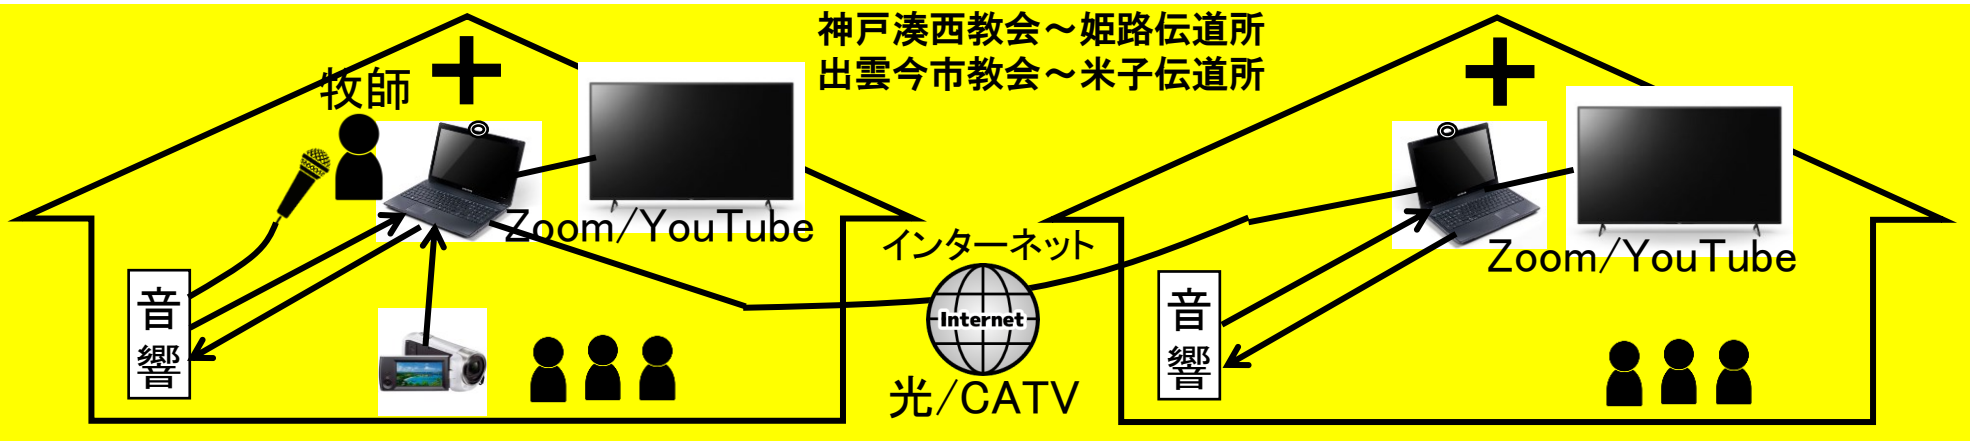 神戸湊西教会～姫路伝道所
出雲今市教会～米子伝道所
牧師
Zoom/YouTube
音響
インターネット
Internet
光/CATV
Zoom/YouTube
音響